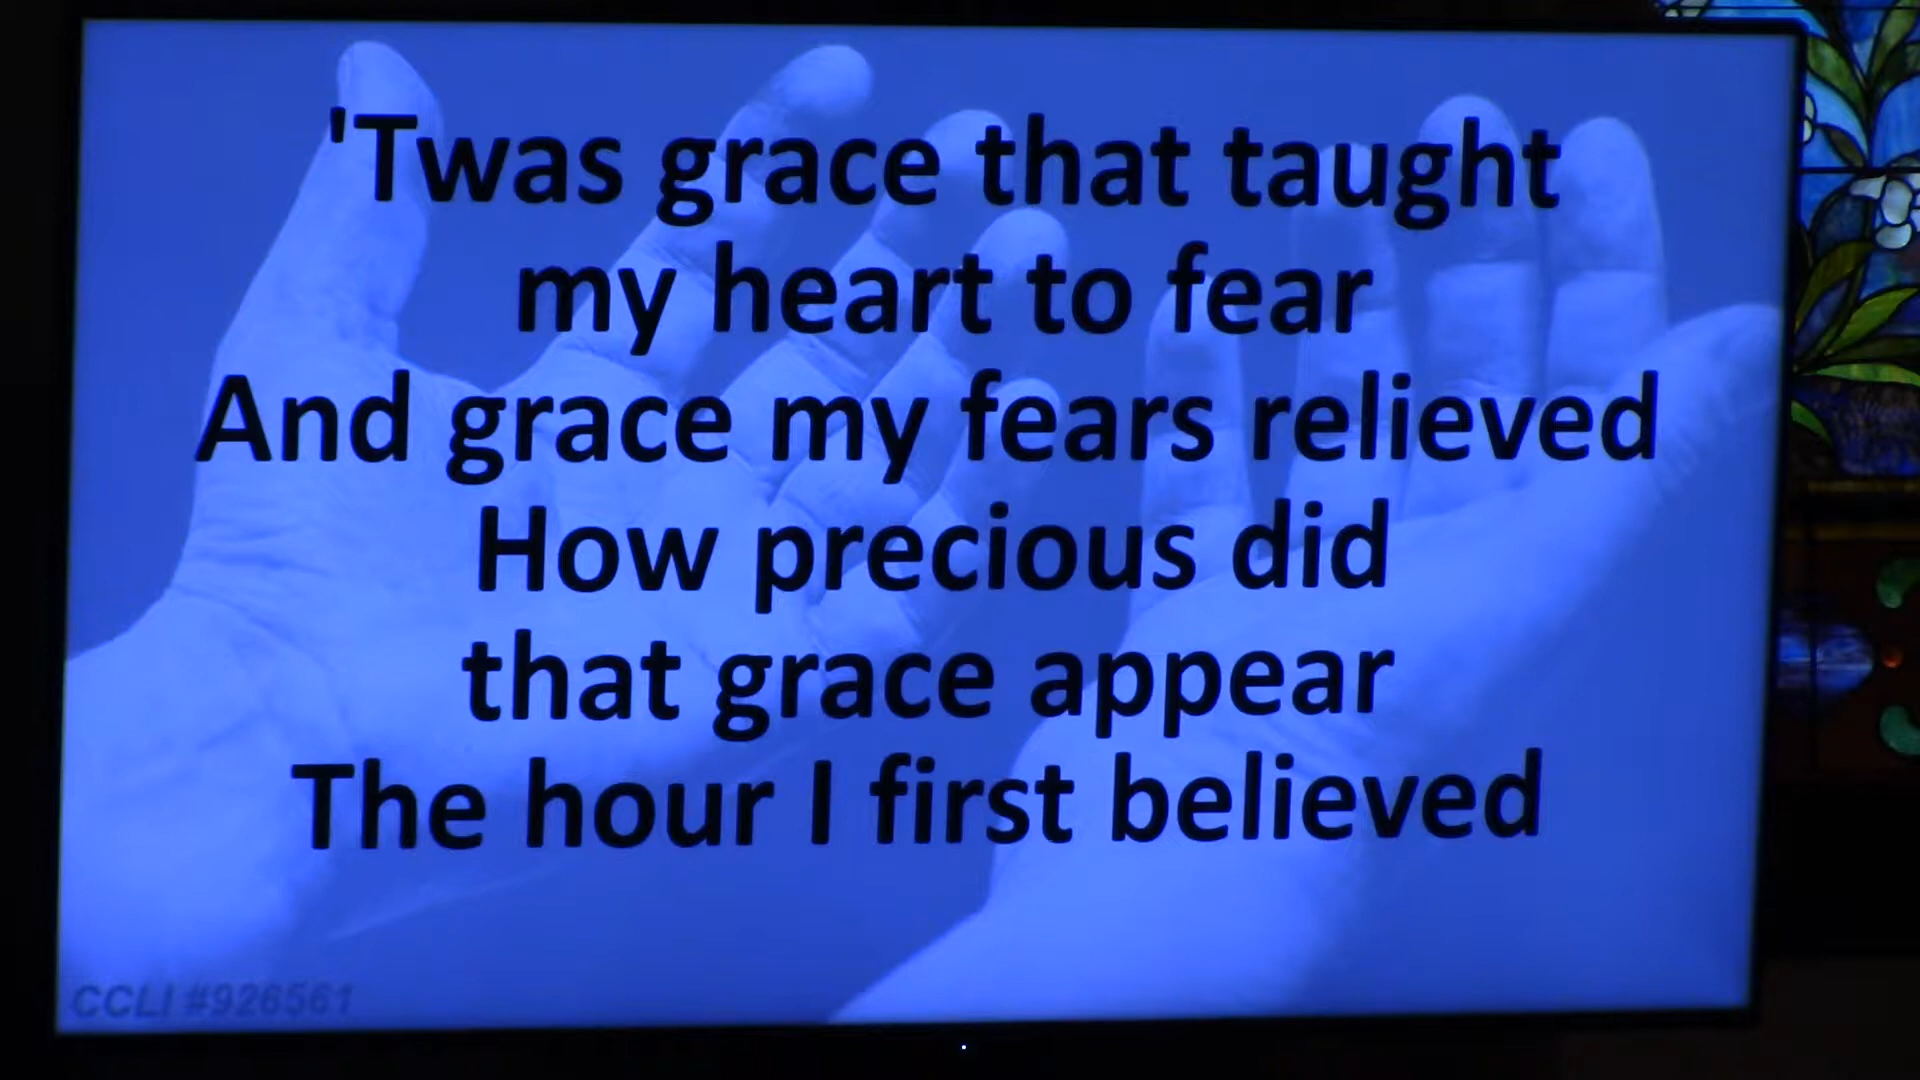 'Twas grace that taught
my heart to fear
And grace my fears relieved
How precious did
that grace appear
The hour I first believed
CCLI #926561